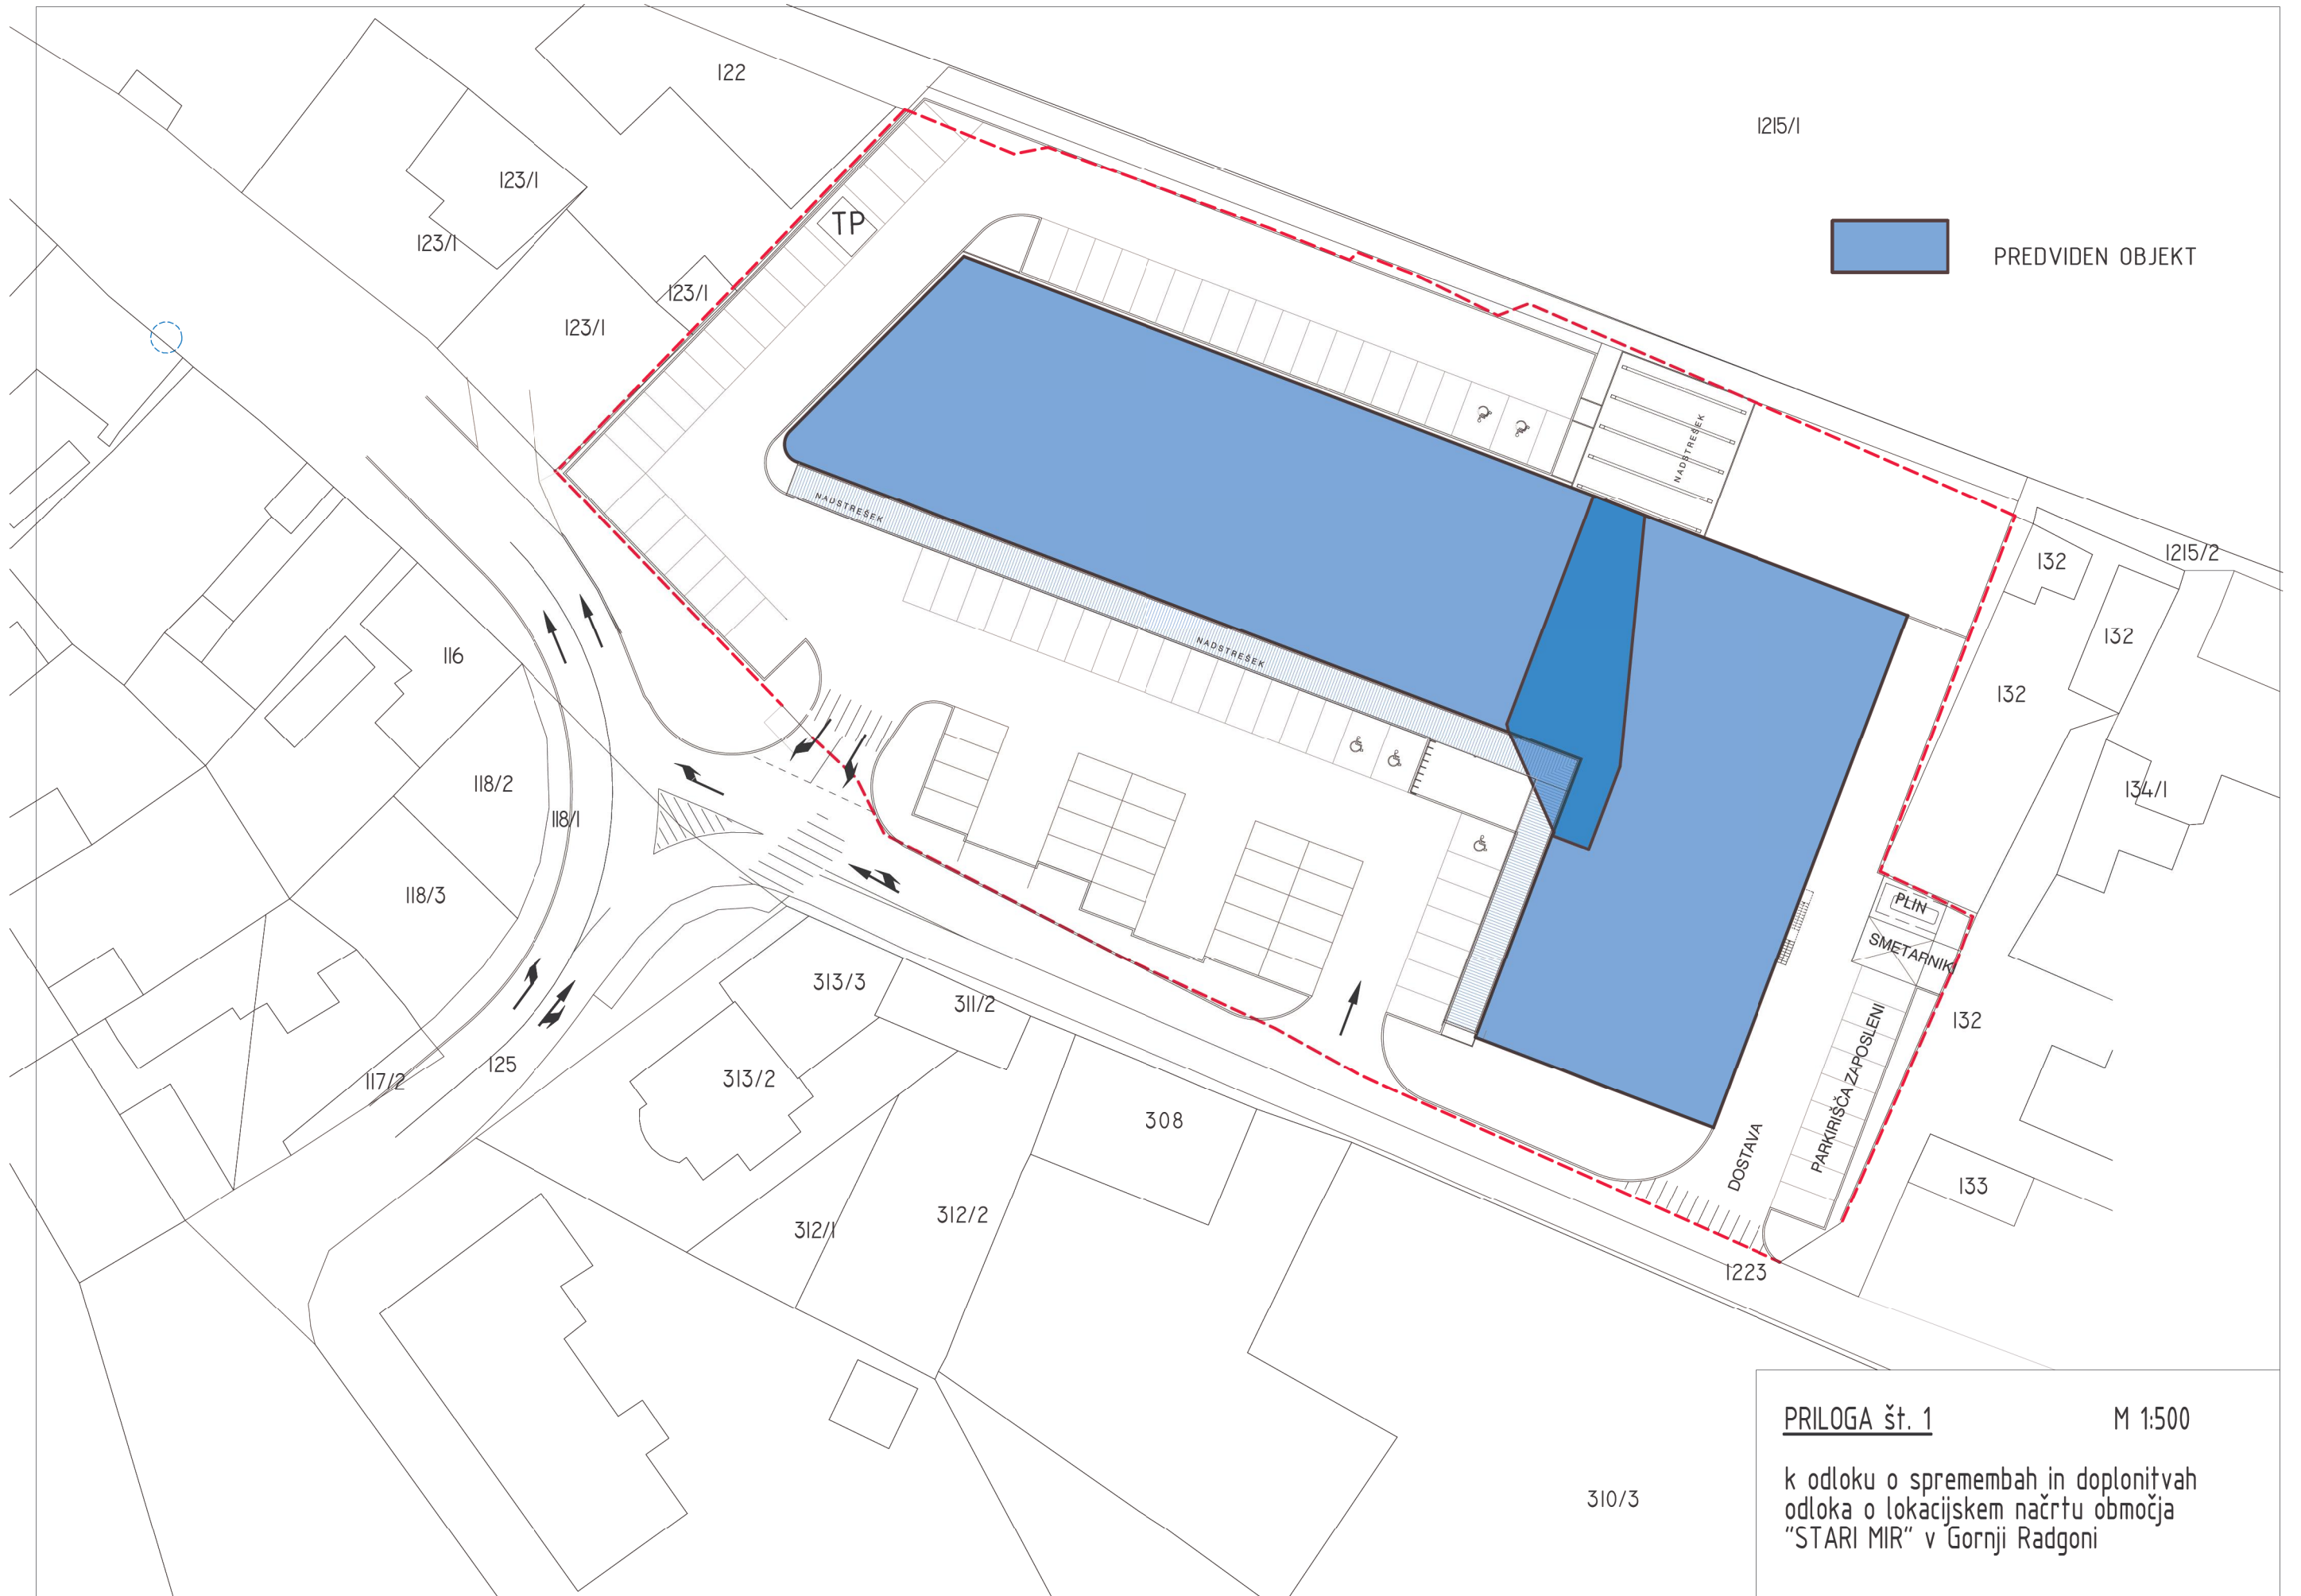 122
1215/1
123/1
TP
123/1
PREDVIDEN OBJEKT
123/1
123/1
NADSTREŠEK
NAUSTREŠEK
1215/2
132
132
NADSTREŠEK
116
132
118/2
134/1
118/1
118/3
PLIN
SMETARNIK
313/3
311/2
132
PARKIRIŠČA ZAPOSLENI
125
117/2
313/2
308
DOSTAVA
133
312/2
312/1
1223
PRILOGA št. 1
M 1:500
k odloku o spremembah in doplonitvah
odloka o lokacijskem načrtu območja
"STARI MIR" v Gornji Radgoni
310/3